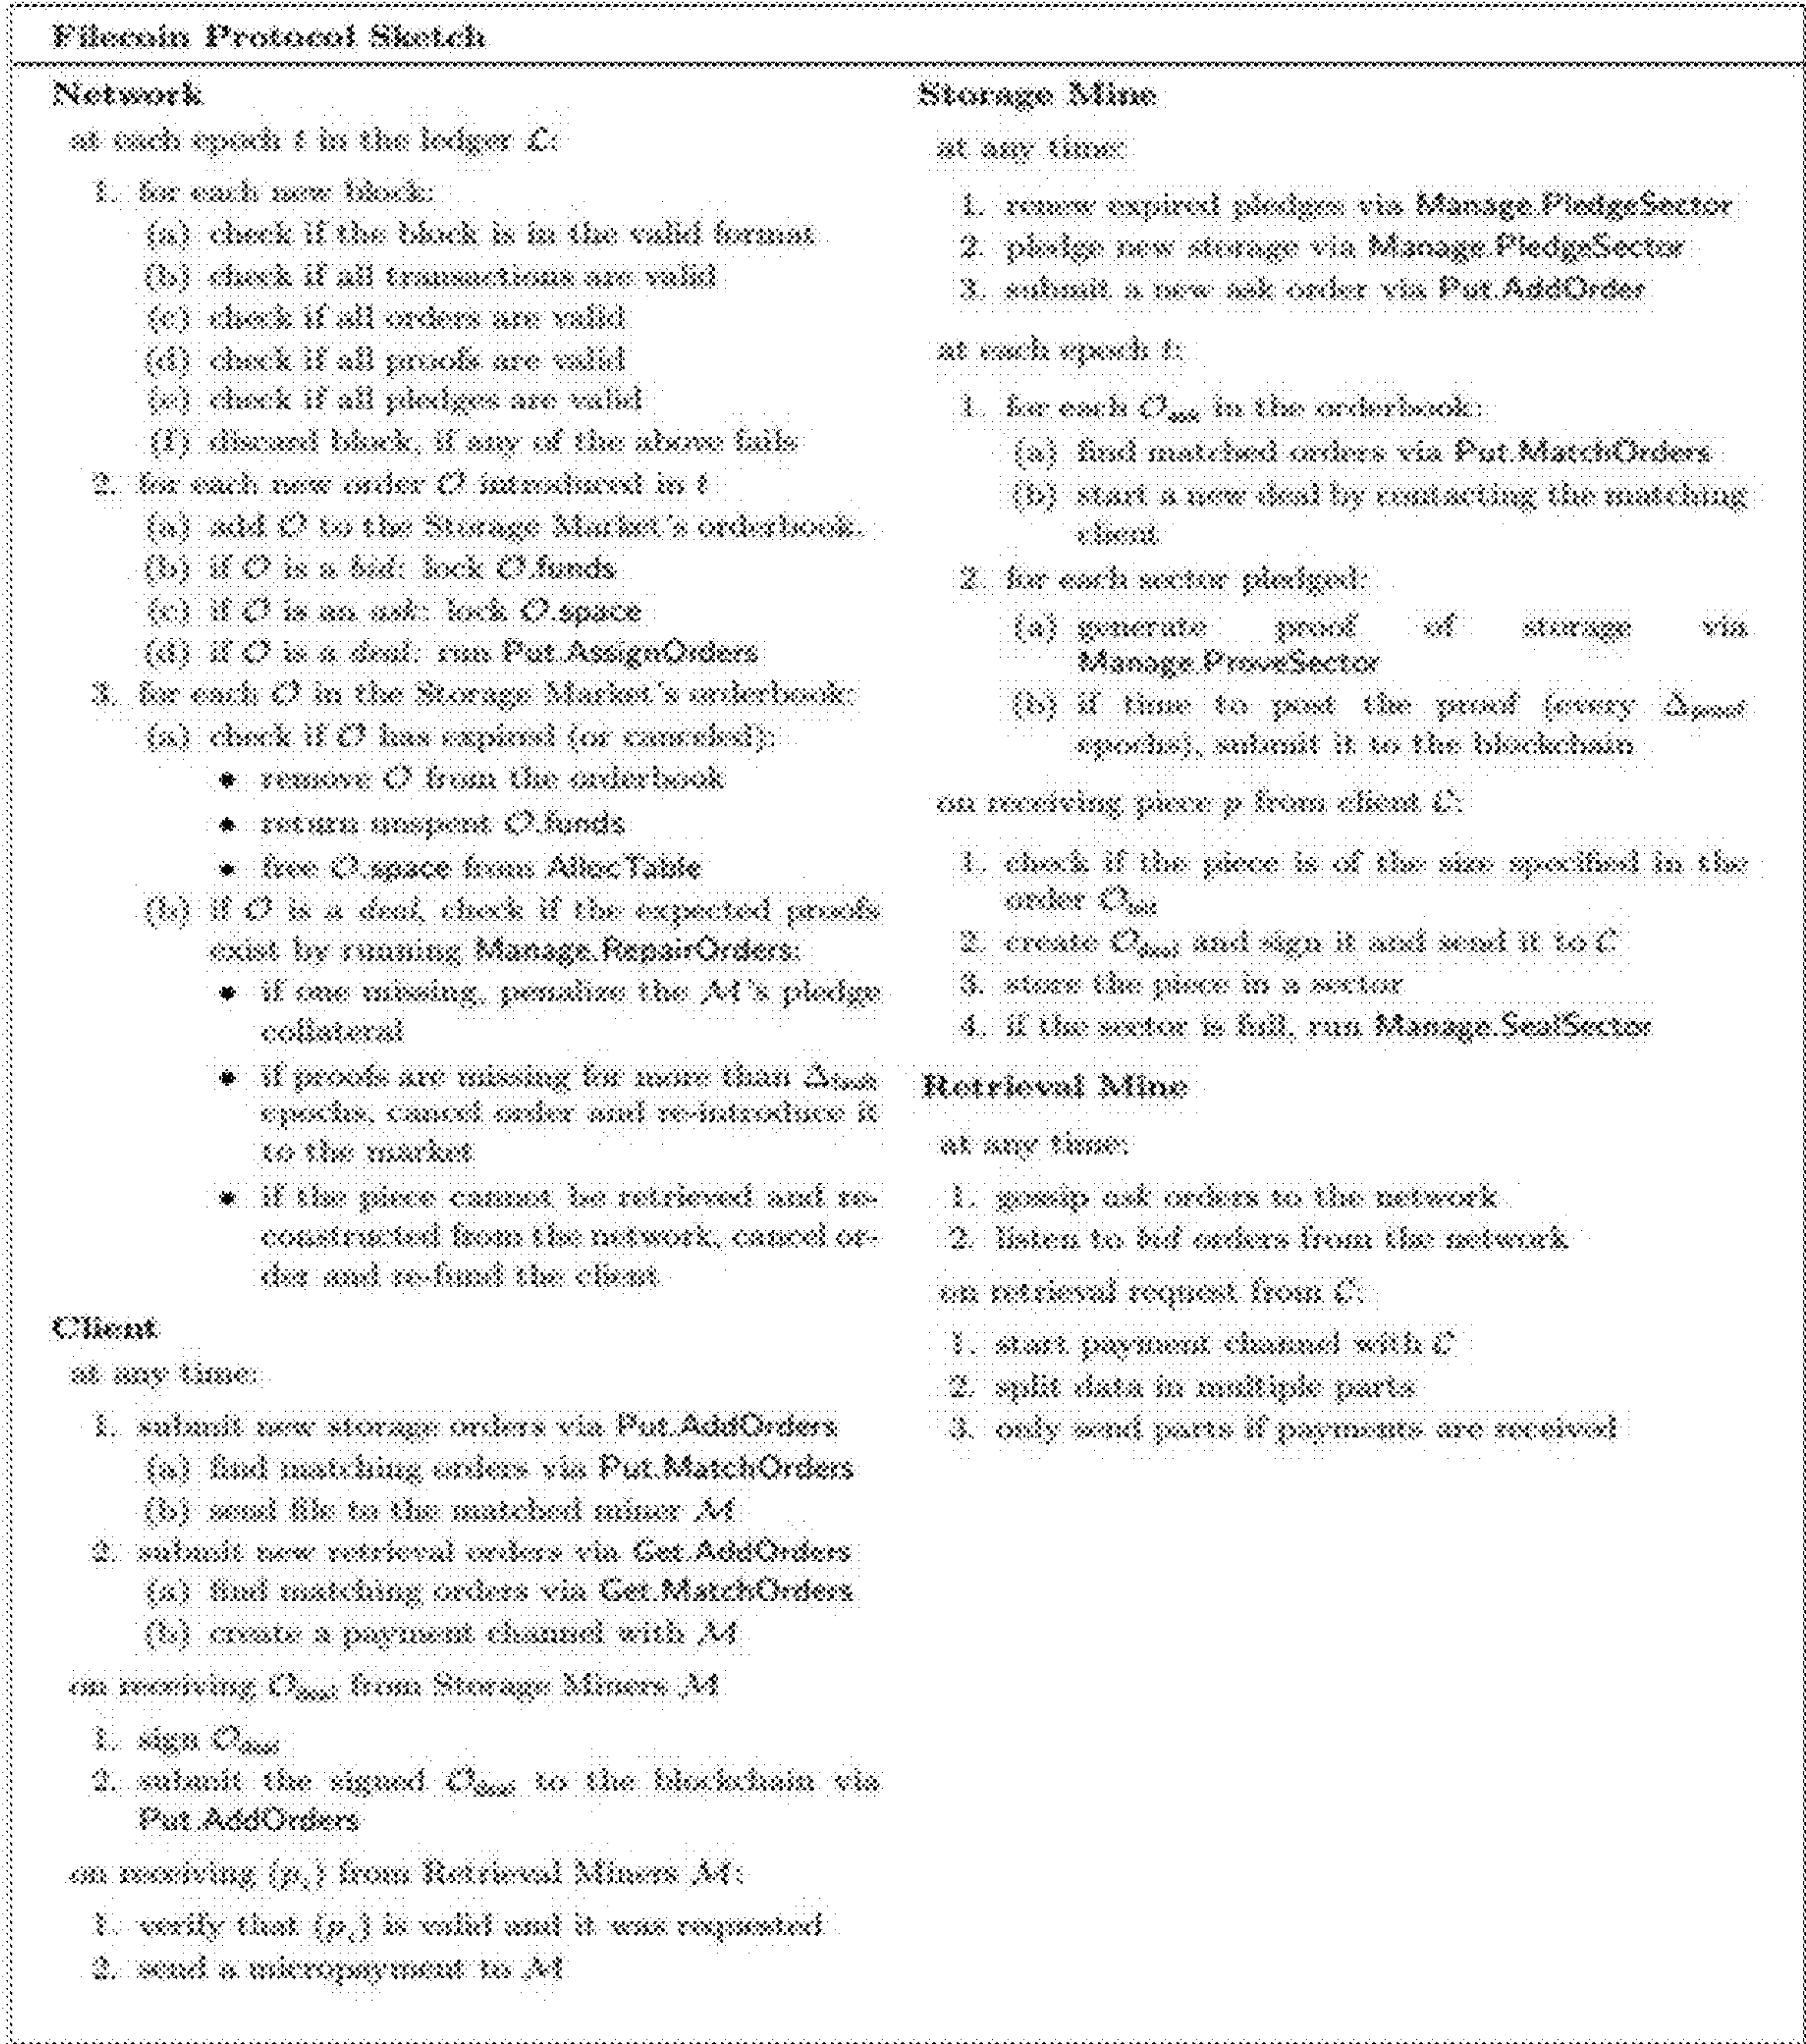 Filecoin Protocol Sketch
Network
at each epoch t in the ledger L:
1. for each new block:
(a) check if the block is in the valid format
(b) check if all transactions are valid
(c) check if all orders are valid
(d) check if all proofs are valid
(e) check if all pledges are valid
(f) discard block, if any of the above fails
2. for each new order O introduced in t
(a) add O to the Storage Market's orderbook.
(b) if O is a bid: lock O.funds
(c) if O is an ask: lock O.space
(d) if O is a deal: run Put.AssignOrders
3. for each O in the Storage Market's orderbook:
(a) check if O has expired (or canceled):
• remove O from the orderbook
• return unspent O.funds
• free O.space from AllocTable
(b) if O is a deal, check if the expected proofs
exist by running Manage.RepairOrders:
• if one missing, penalize the M's pledge
collateral
• if proofs are missing for more than Δfault
epochs, cancel order and re-introduce it
to the market
• if the piece cannot be retrieved and re-
constructed from the network, cancel or-
der and re-fund the client
Client
at any time:
1. submit new storage orders via Put.AddOrders
(a) find matching orders via Put.MatchOrders
(b) send file to the matched miner M
2. submit new retrieval orders via Get.AddOrders
(a) find matching orders via Get.MatchOrders
(b) create a payment channel with M
on receiving Odeal from Storage Miners M
1. sign Odeal
2. submit the signed Odeal to the blockchain via
Put.AddOrders
on receiving (pi) from Retrieval Miners M:
1. verify that (pi) is valid and it was requested
2. send a micropayment to M
Storage Mine
at any time:
1. renew expired pledges via Manage.PledgeSector
2. pledge new storage via Manage.PledgeSector
3. submit a new ask order via Put.AddOrder
at each epoch t:
1. for each Oask in the orderbook:
(a) find matched orders via Put.MatchOrders
(b) start a new deal by contacting the matching
client
2. for each sector pledged:
(a) generate proof of storage via
Manage.ProveSector
(b) if time to post the proof (every Δproof
epochs), submit it to the blockchain
on receiving piece p from client C:
1. check if the piece is of the size specified in the
order Obid
2. create Odeal and sign it and send it to C
3. store the piece in a sector
4. if the sector is full, run Manage.SealSector
Retrieval Mine
at any time:
1. gossip ask orders to the network
2. listen to bid orders from the network
on retrieval request from C:
1. start payment channel with C
2. split data in multiple parts
3. only send parts if payments are received